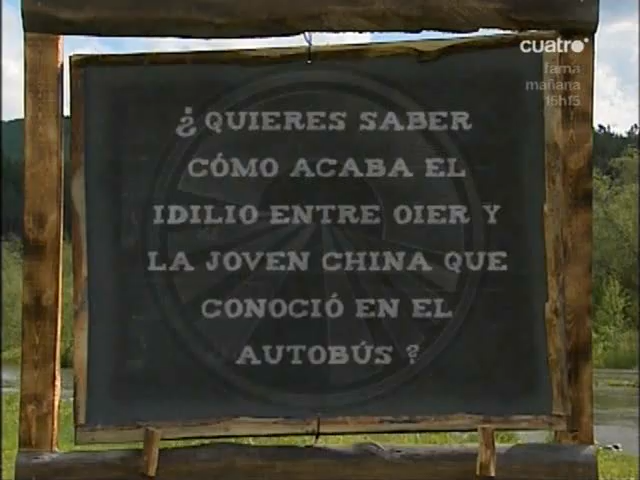 cuatro
fama
mañana
16h15
¿QUIERES SABER
CÓMO ACABA EL
IDILIO ENTRE OIER Y
LA JOVEN CHINA QUE
CONOCIÓ EN EL
AUTOBÚS?